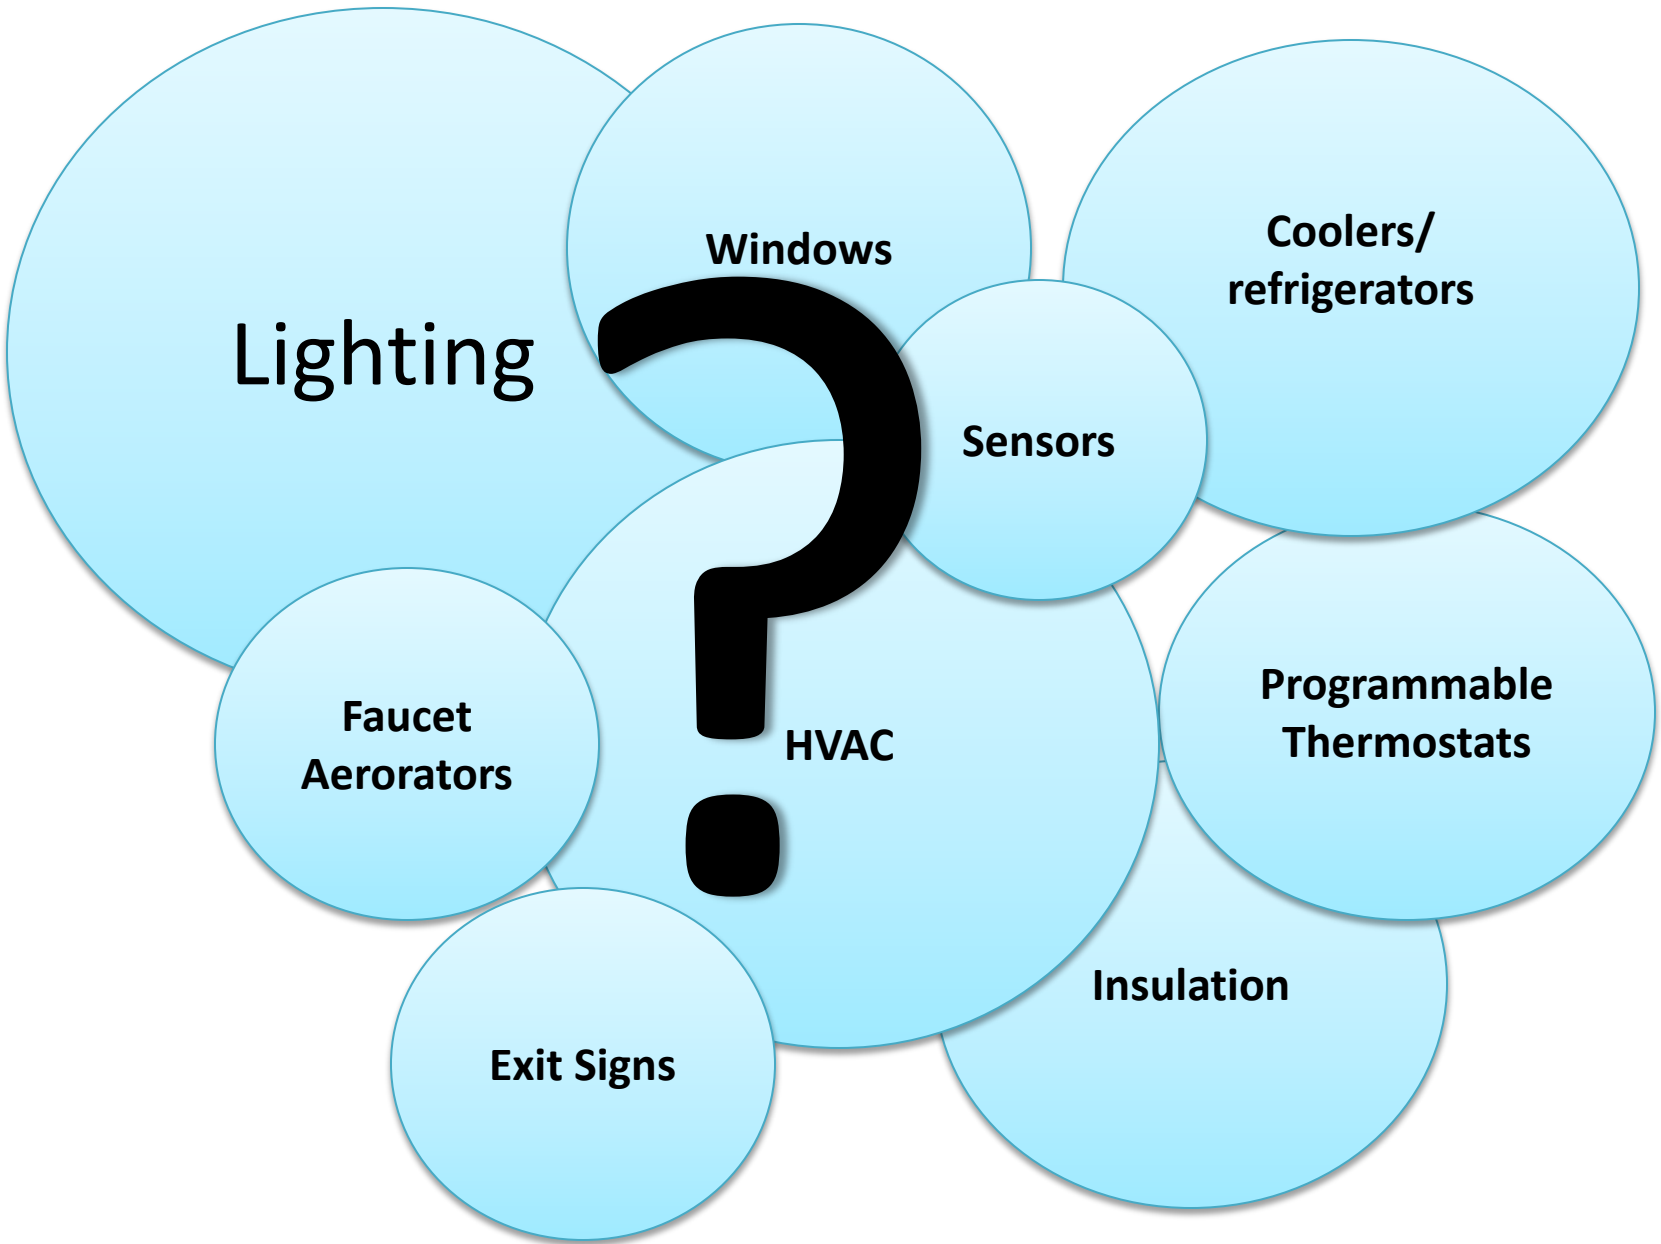 Lighting
Windows
Coolers/
refrigerators
Sensors
?
Programmable
Thermostats
Faucet
Aerorators
HVAC
Insulation
Exit Signs